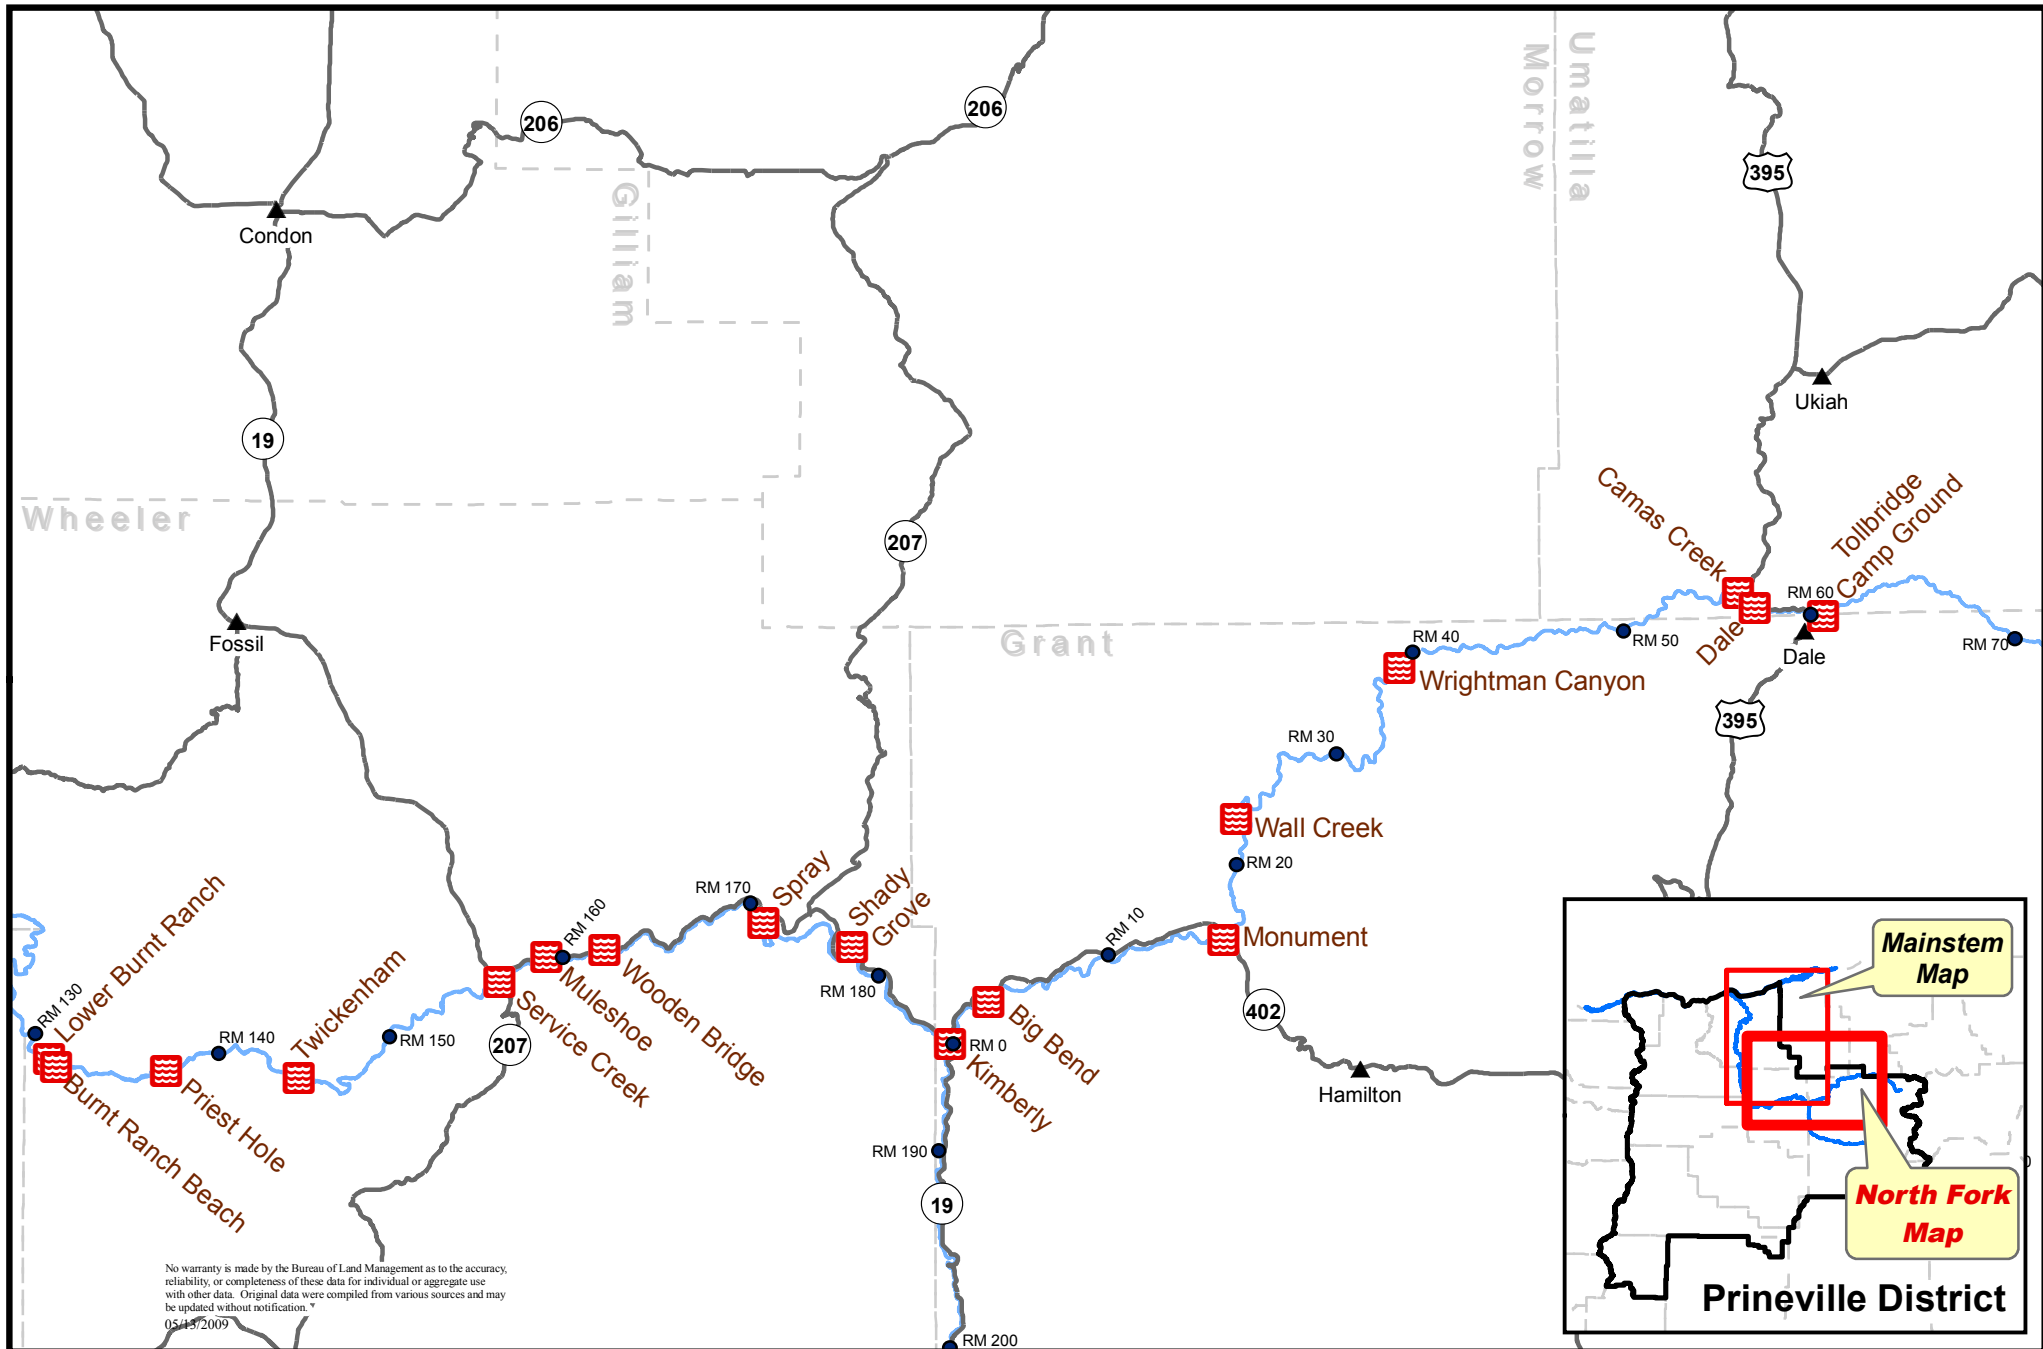 206
206
Umatilla
Morrow
395
Gilliam
Condon
Ukiah
19
Wheeler
207
Camas Creek
Tollbridge
Camp Ground
RM 60
Fossil
Grant
RM 40
RM 50
Dale
Dale
RM 70
Wrightman Canyon
395
RM 30
Wall Creek
RM 20
Spray
Shady
Grove
RM 170
RM 160
RM 10
Monument
Lower Burnt Ranch
RM 130
Twickenham
RM 140
RM 150
Service Creek
Muleshoe
Wooden Bridge
RM 180
Big Bend
RM 0
Kimberly
402
207
Hamilton
Priest Hole
Burnt Ranch Beach
RM 190
19
RM 200
Mainstem
Map
North Fork
Map
Prineville District
No warranty is made by the Bureau of Land Management as to the accuracy,
reliability, or completeness of these data for individual or aggregate use
with other data. Original data were compiled from various sources and may
be updated without notification.
05/13/2009